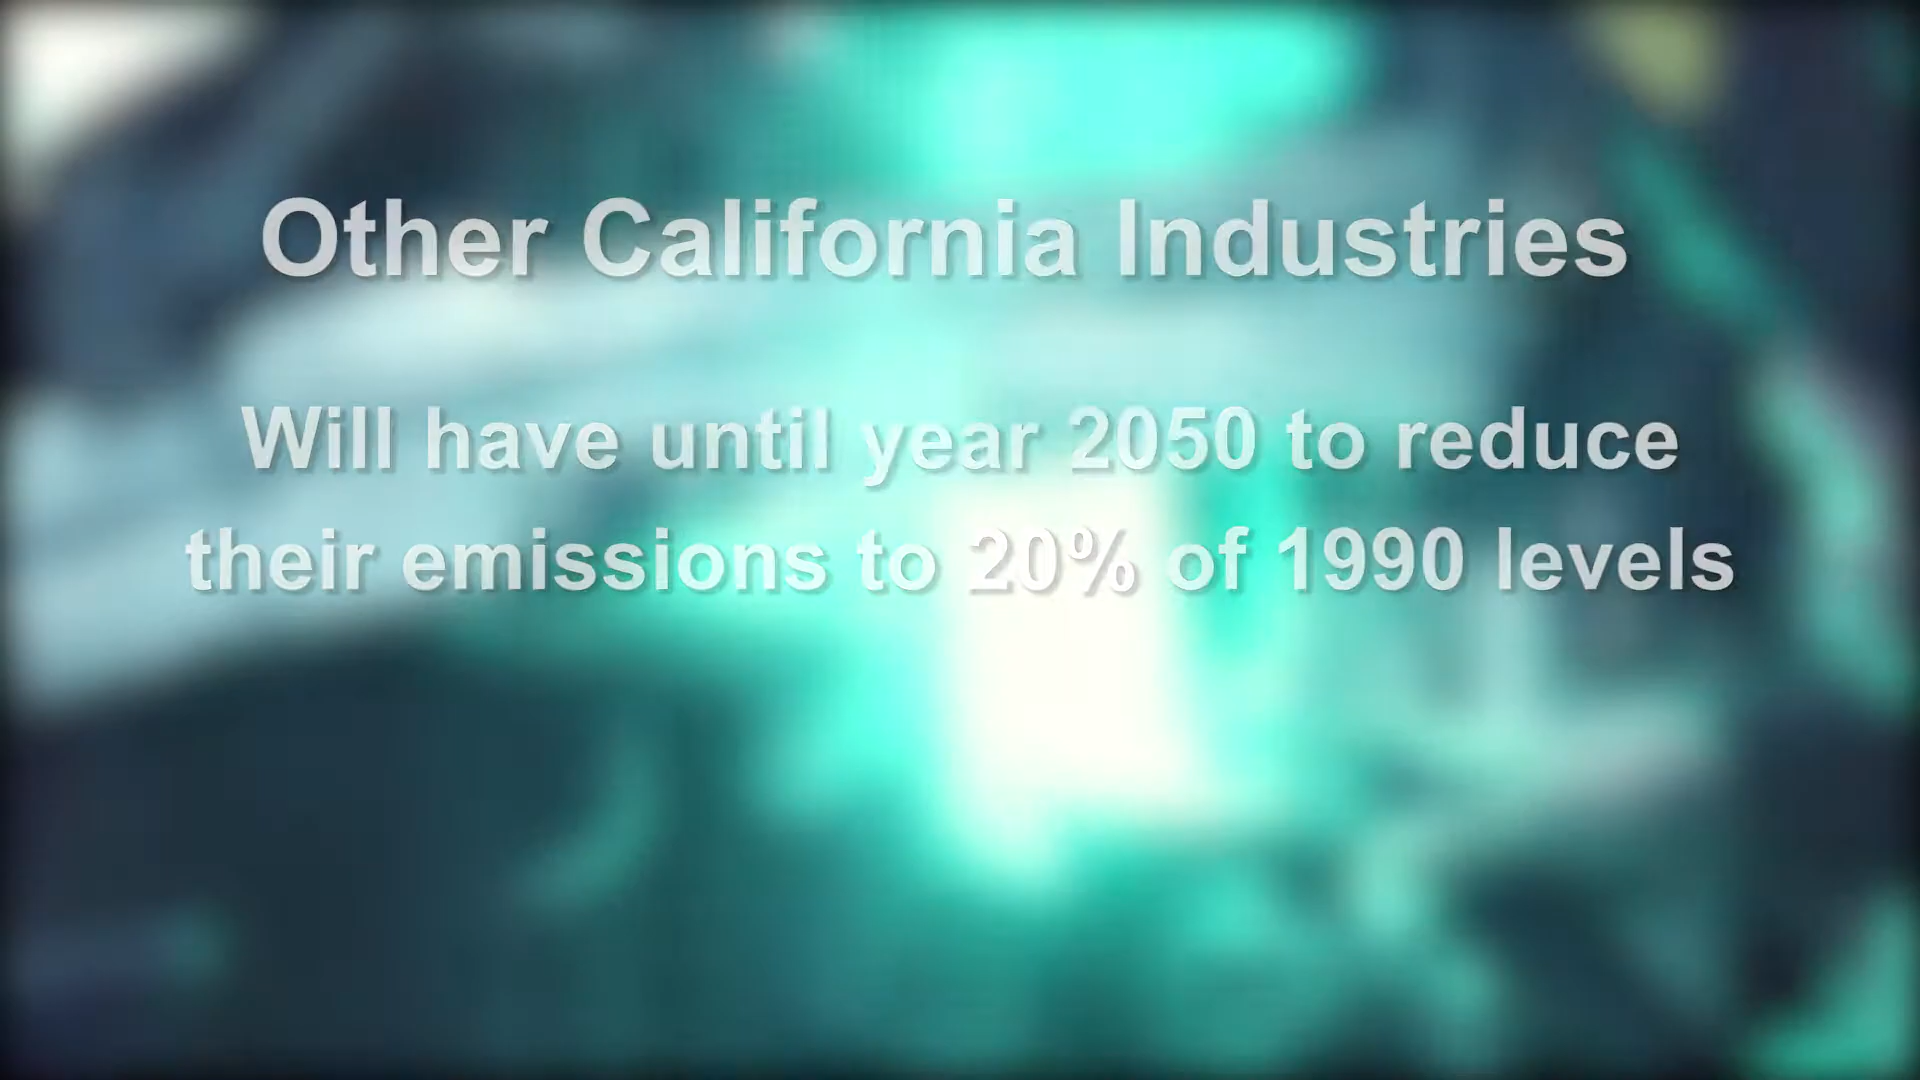 Other California Industries
Will have until year 2050 to reduce
their emissions to 20% of 1990 levels